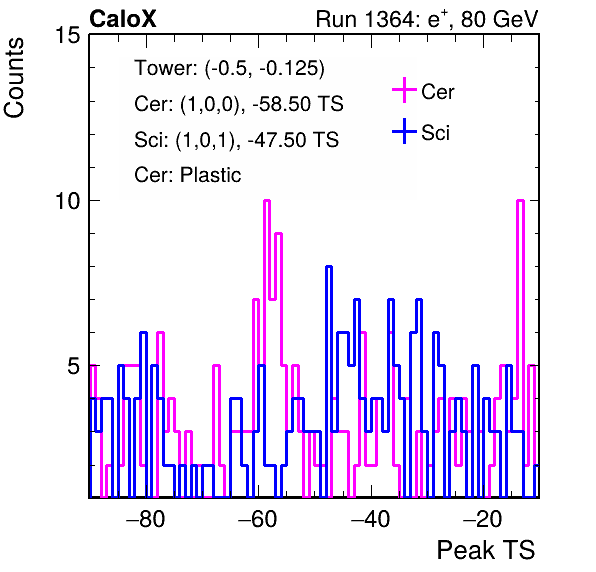 CaloX Run 1364: e⁺, 80 GeV
Counts
15
Tower: (-0.5, -0.125)
Cer: (1,0,0), -58.50 TS
Sci: (1,0,1), -47.50 TS
Cer: Plastic
Cer
Sci
10
5
−80 −60 −40 −20
Peak TS